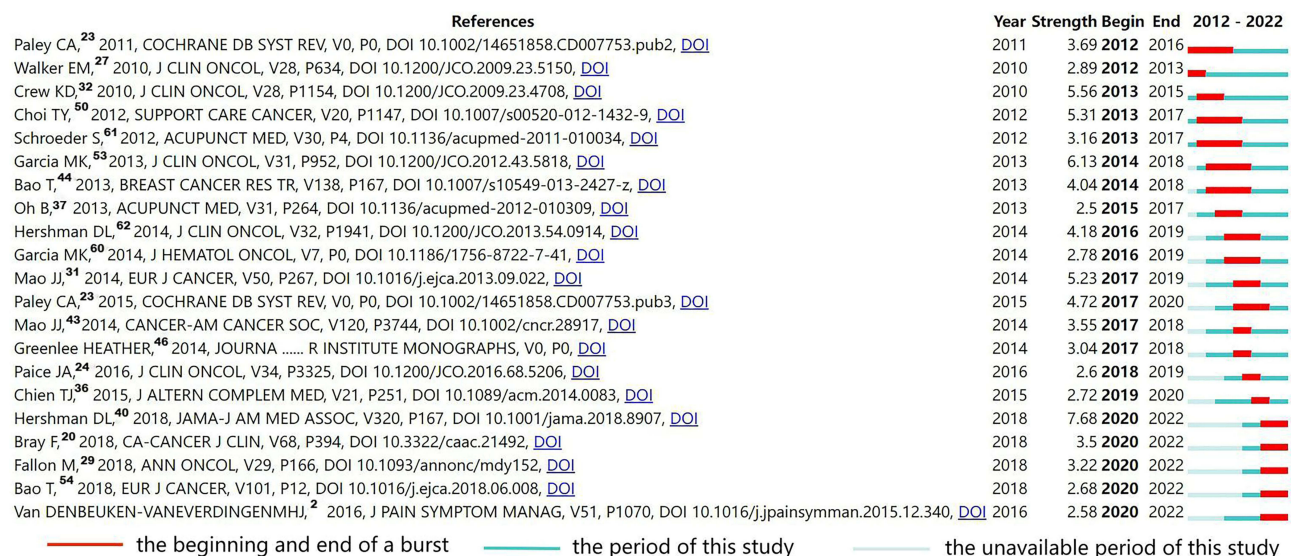 References Year Strength Begin End 2012 - 2022
Paley CA,23 2011, COCHRANE DB SYST REV, V0, P0, DOI 10.1002/14651858.CD007753.pub2, DOI 2011 3.69 2012 2016
Walker EM,27 2010, J CLIN ONCOL, V28, P634, DOI 10.1200/JCO.2009.23.5150, DOI 2010 2.89 2012 2013
Crew KD,32 2010, J CLIN ONCOL, V28, P1154, DOI 10.1200/JCO.2009.23.4708, DOI 2010 5.56 2013 2015
Choi TY,50 2012, SUPPORT CARE CANCER, V20, P1147, DOI 10.1007/s00520-012-1432-9, DOI 2012 5.31 2013 2017
Schroeder S,61 2012, ACUPUNCT MED, V30, P4, DOI 10.1136/acupmed-2011-010034, DOI 2012 3.16 2013 2017
Garcia MK,53 2013, J CLIN ONCOL, V31, P952, DOI 10.1200/JCO.2012.43.5818, DOI 2013 6.13 2014 2018
Bao T,44 2013, BREAST CANCER RES TR, V138, P167, DOI 10.1007/s10549-013-2427-z, DOI 2013 4.04 2014 2018
Oh B,37 2013, ACUPUNCT MED, V31, P264, DOI 10.1136/acupmed-2012-010309, DOI 2013 2.5 2015 2017
Hershman DL,62 2014, J CLIN ONCOL, V32, P1941, DOI 10.1200/JCO.2013.54.0914, DOI 2014 4.18 2016 2019
Garcia MK,60 2014, J HEMATOL ONCOL, V7, P0, DOI 10.1186/1756-8722-7-41, DOI 2014 2.78 2016 2019
Mao JJ,31 2014, EUR J CANCER, V50, P267, DOI 10.1016/j.ejca.2013.09.022, DOI 2014 5.23 2017 2019
Paley CA,23 2015, COCHRANE DB SYST REV, V0, P0, DOI 10.1002/14651858.CD007753.pub3, DOI 2015 4.72 2017 2020
Mao JJ,43 2014, CANCER-AM CANCER SOC, V120, P3744, DOI 10.1002/cncr.28917, DOI 2014 3.55 2017 2018
Greenlee HEATHER,46 2014, JOURNA ...... R INSTITUTE MONOGRAPHS, V0, P0, DOI 2014 3.04 2017 2018
Paice JA,24 2016, J CLIN ONCOL, V34, P3325, DOI 10.1200/JCO.2016.68.5206, DOI 2016 2.6 2018 2019
Chien TJ,36 2015, J ALTERN COMPLEM MED, V21, P251, DOI 10.1089/acm.2014.0083, DOI 2015 2.72 2019 2020
Hershman DL,40 2018, JAMA-J AM MED ASSOC, V320, P167, DOI 10.1001/jama.2018.8907, DOI 2018 7.68 2020 2022
Bray F,20 2018, CA-CANCER J CLIN, V68, P394, DOI 10.3322/caac.21492, DOI 2018 3.5 2020 2022
Fallon M,29 2018, ANN ONCOL, V29, P166, DOI 10.1093/annonc/mdy152, DOI 2018 3.22 2020 2022
Bao T,54 2018, EUR J CANCER, V101, P12, DOI 10.1016/j.ejca.2018.06.008, DOI 2018 2.68 2020 2022
Van DENBEUKEN-VANEVERDINGENMHJ,2 2016, J PAIN SYMPTOM MANAG, V51, P1070, DOI 10.1016/j.jpainsymman.2015.12.340, DOI 2016 2.58 2020 2022
the beginning and end of a burst the period of this study the unavailable period of this study